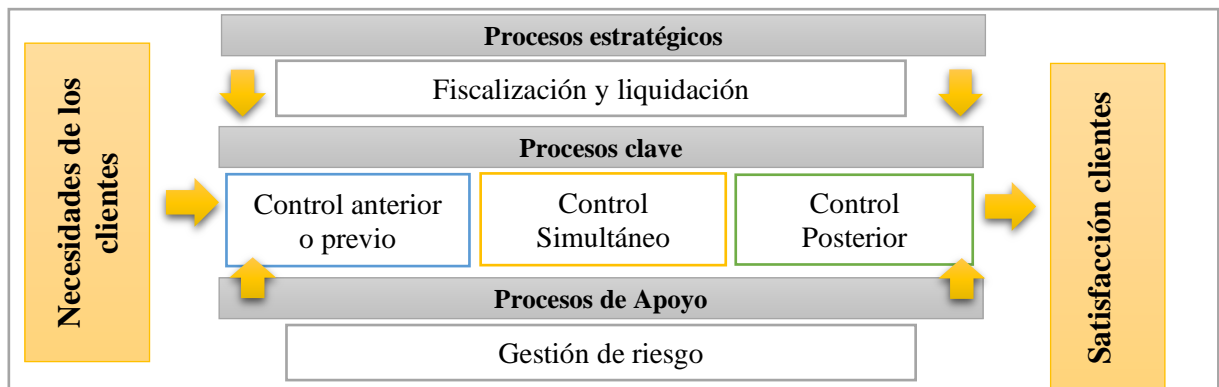 Necesidades de los
clientes
Procesos estratégicos
Fiscalización y liquidación
Procesos clave
Control anterior
o previo
Control
Simultáneo
Control
Posterior
Procesos de Apoyo
Gestión de riesgo
Satisfacción clientes